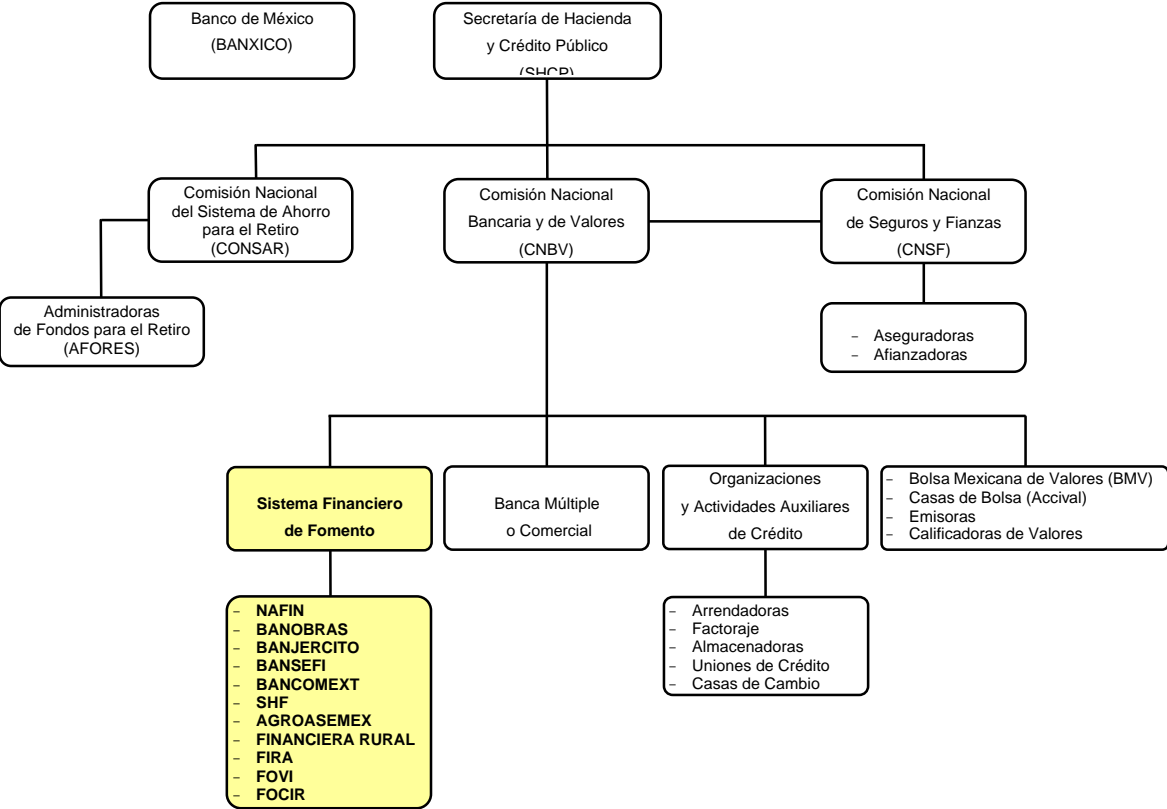 Banco de México
(BANXICO)
Secretaría de Hacienda
y Crédito Público
(SHCP)
Comisión Nacional
del Sistema de Ahorro
para el Retiro
(CONSAR)
Comisión Nacional
Bancaria y de Valores
(CNBV)
Comisión Nacional
de Seguros y Fianzas
(CNSF)
Administradoras
de Fondos para el Retiro
(AFORES)
– Aseguradoras
– Afianzadoras
Sistema Financiero
de Fomento
Banca Múltiple
o Comercial
Organizaciones
y Actividades Auxiliares
de Crédito
– Bolsa Mexicana de Valores (BMV)
– Casas de Bolsa (Accival)
– Emisoras
– Calificadoras de Valores
– NAFIN
– BANOBRAS
– BANJERCITO
– BANSEFI
– BANCOMEXT
– SHF
– AGROASEMEX
– FINANCIERA RURAL
– FIRA
– FOVI
– FOCIR
– Arrendadoras
– Factoraje
– Almacenadoras
– Uniones de Crédito
– Casas de Cambio